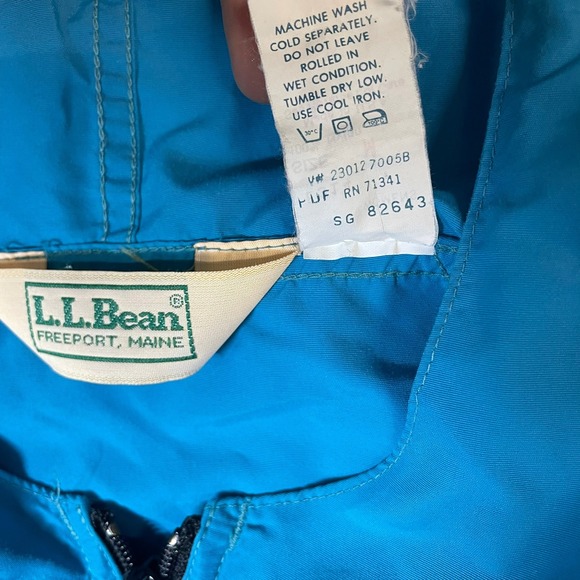 MACHINE WASH
COLD SEPARATELY.
DO NOT LEAVE
ROLLED IN
WET CONDITION.
TUMBLE DRY LOW.
USE COOL IRON.
30°C
V# 230127005B
PDF RN 71341
SG 82643
L.L.Bean®
FREEPORT, MAINE